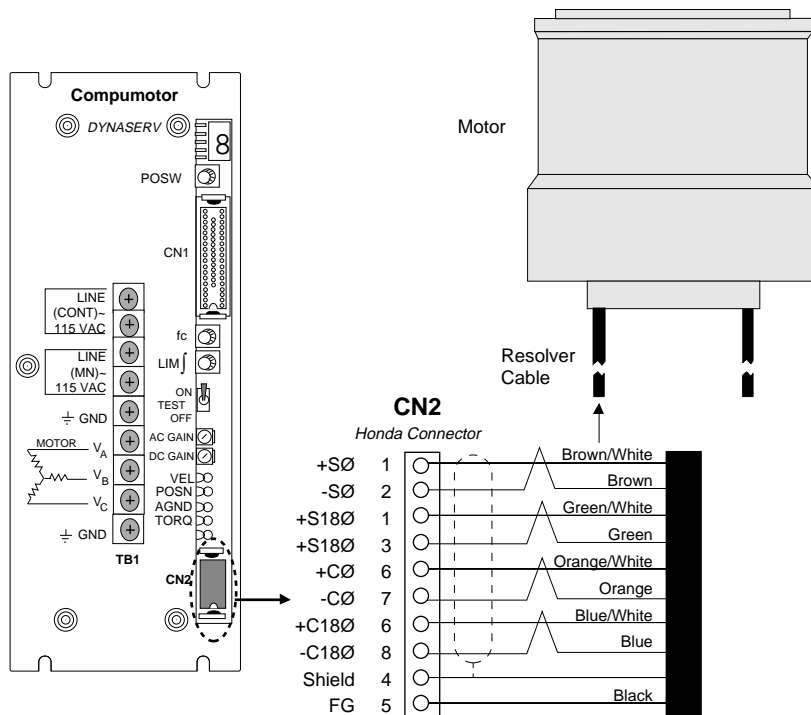 Compumotor
DYNASERV
8
POSW
CN1
LINE
(CONT)~
115 VAC
LINE
(MN)~
115 VAC
GND
MOTOR
VA
VB
VC
GND
TB1
fc
LIM∫
ON
TEST
OFF
AC GAIN
DC GAIN
VEL
POSN
AGND
TORQ
CN2
Motor
Resolver
Cable
CN2
Honda Connector
+SØ 1 Brown/White
-SØ 2 Brown
+S18Ø 1 Green/White
+S18Ø 3 Green
+CØ 6 Orange/White
-CØ 7 Orange
+C18Ø 6 Blue/White
-C18Ø 8 Blue
Shield 4
FG 5 Black